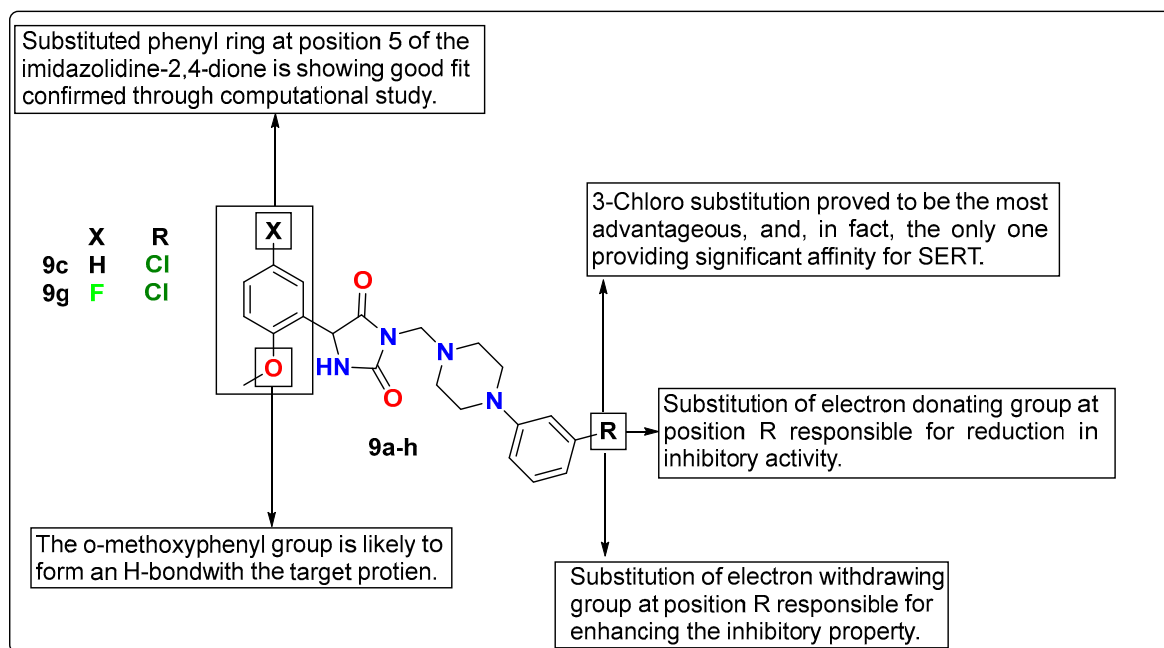 Substituted phenyl ring at position 5 of the
imidazolidine-2,4-dione is showing good fit
confirmed through computational study.
3-Chloro substitution proved to be the most
advantageous, and, in fact, the only one
providing significant affinity for SERT.
X R
9c H Cl
9g F Cl
X
O
O
N
HN
N
O
N
R
9a-h
Substitution of electron donating group at
position R responsible for reduction in
inhibitory activity.
The o-methoxyphenyl group is likely to
form an H-bondwith the target protien.
Substitution of electron withdrawing
group at position R responsible for
enhancing the inhibitory property.